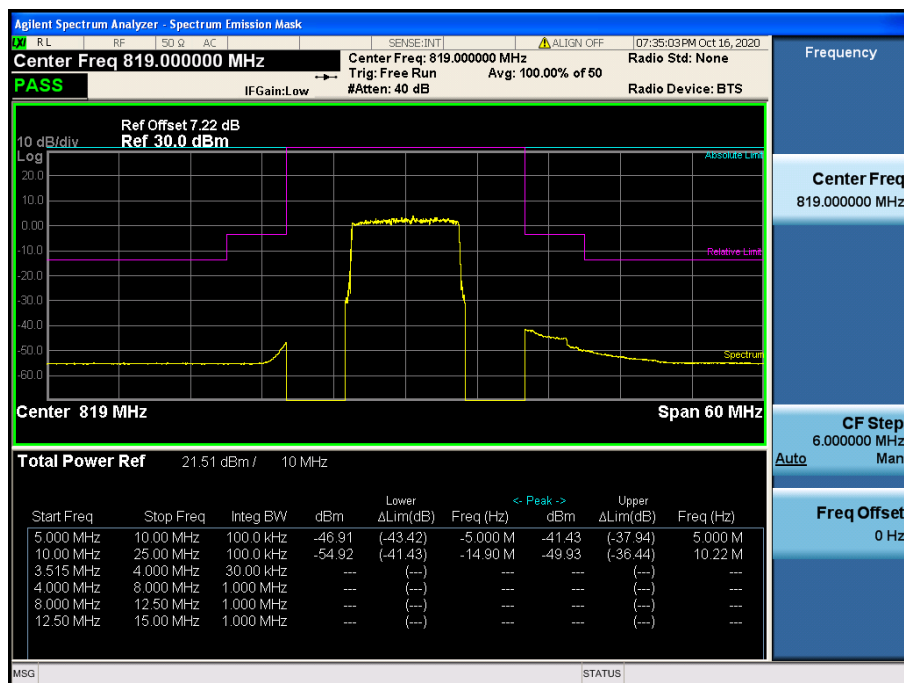 Agilent Spectrum Analyzer - Spectrum Emission Mask
LXI RL RF 50 Ω AC SENSE:INT ALIGN OFF 07:35:03 PM Oct 16, 2020
Center Freq 819.000000 MHz Center Freq: 819.000000 MHz Radio Std: None
Trig: Free Run Avg: 100.00% of 50
PASS IFGain:Low #Atten: 40 dB Radio Device: BTS
Ref Offset 7.22 dB
10 dB/div Ref 30.0 dBm
Log
Absolute Limit
20.0
10.0
0.00
-10.0
Relative Limit
-20.0
-30.0
-40.0
-50.0
Spectrum
-60.0
Center 819 MHz Span 60 MHz
Total Power Ref 21.51 dBm / 10 MHz
Lower <- Peak -> Upper
Start Freq Stop Freq Integ BW dBm ΔLim(dB) Freq (Hz) dBm ΔLim(dB) Freq (Hz)
5.000 MHz 10.00 MHz 100.0 kHz -46.91 (-43.42) -5.000 M -41.43 (-37.94) 5.000 M
10.00 MHz 25.00 MHz 100.0 kHz -54.92 (-41.43) -14.90 M -49.93 (-36.44) 10.22 M
3.515 MHz 4.000 MHz 30.00 kHz --- (---) --- --- (---) ---
4.000 MHz 8.000 MHz 1.000 MHz --- (---) --- --- (---) ---
8.000 MHz 12.50 MHz 1.000 MHz --- (---) --- --- (---) ---
12.50 MHz 15.00 MHz 1.000 MHz --- (---) --- --- (---) ---
MSG STATUS
Frequency
Center Freq
819.000000 MHz
CF Step
6.000000 MHz
Auto Man
Freq Offset
0 Hz